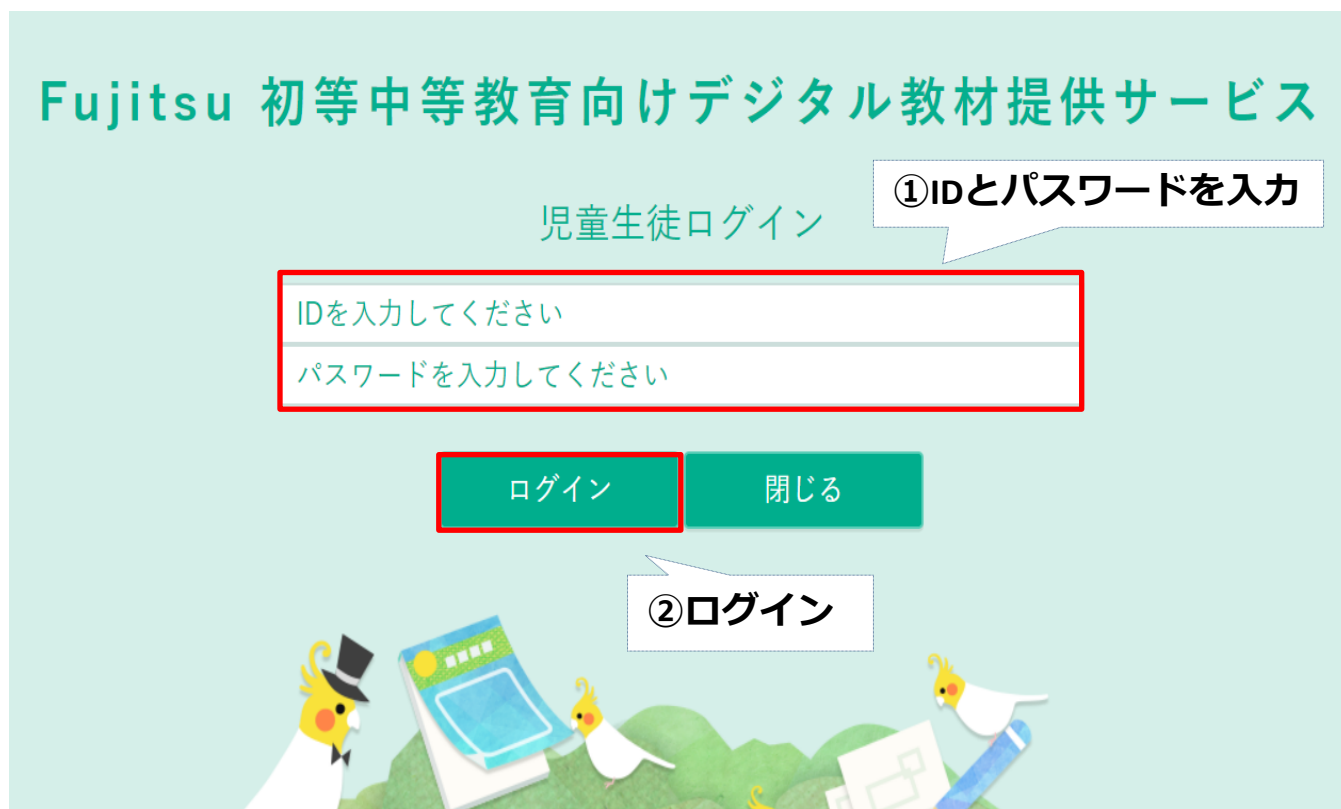 Fujitsu 初等中等教育向けデジタル教材提供サービス
①IDとパスワードを入力
児童生徒ログイン
IDを入力してください
パスワードを入力してください
ログイン
閉じる
②ログイン